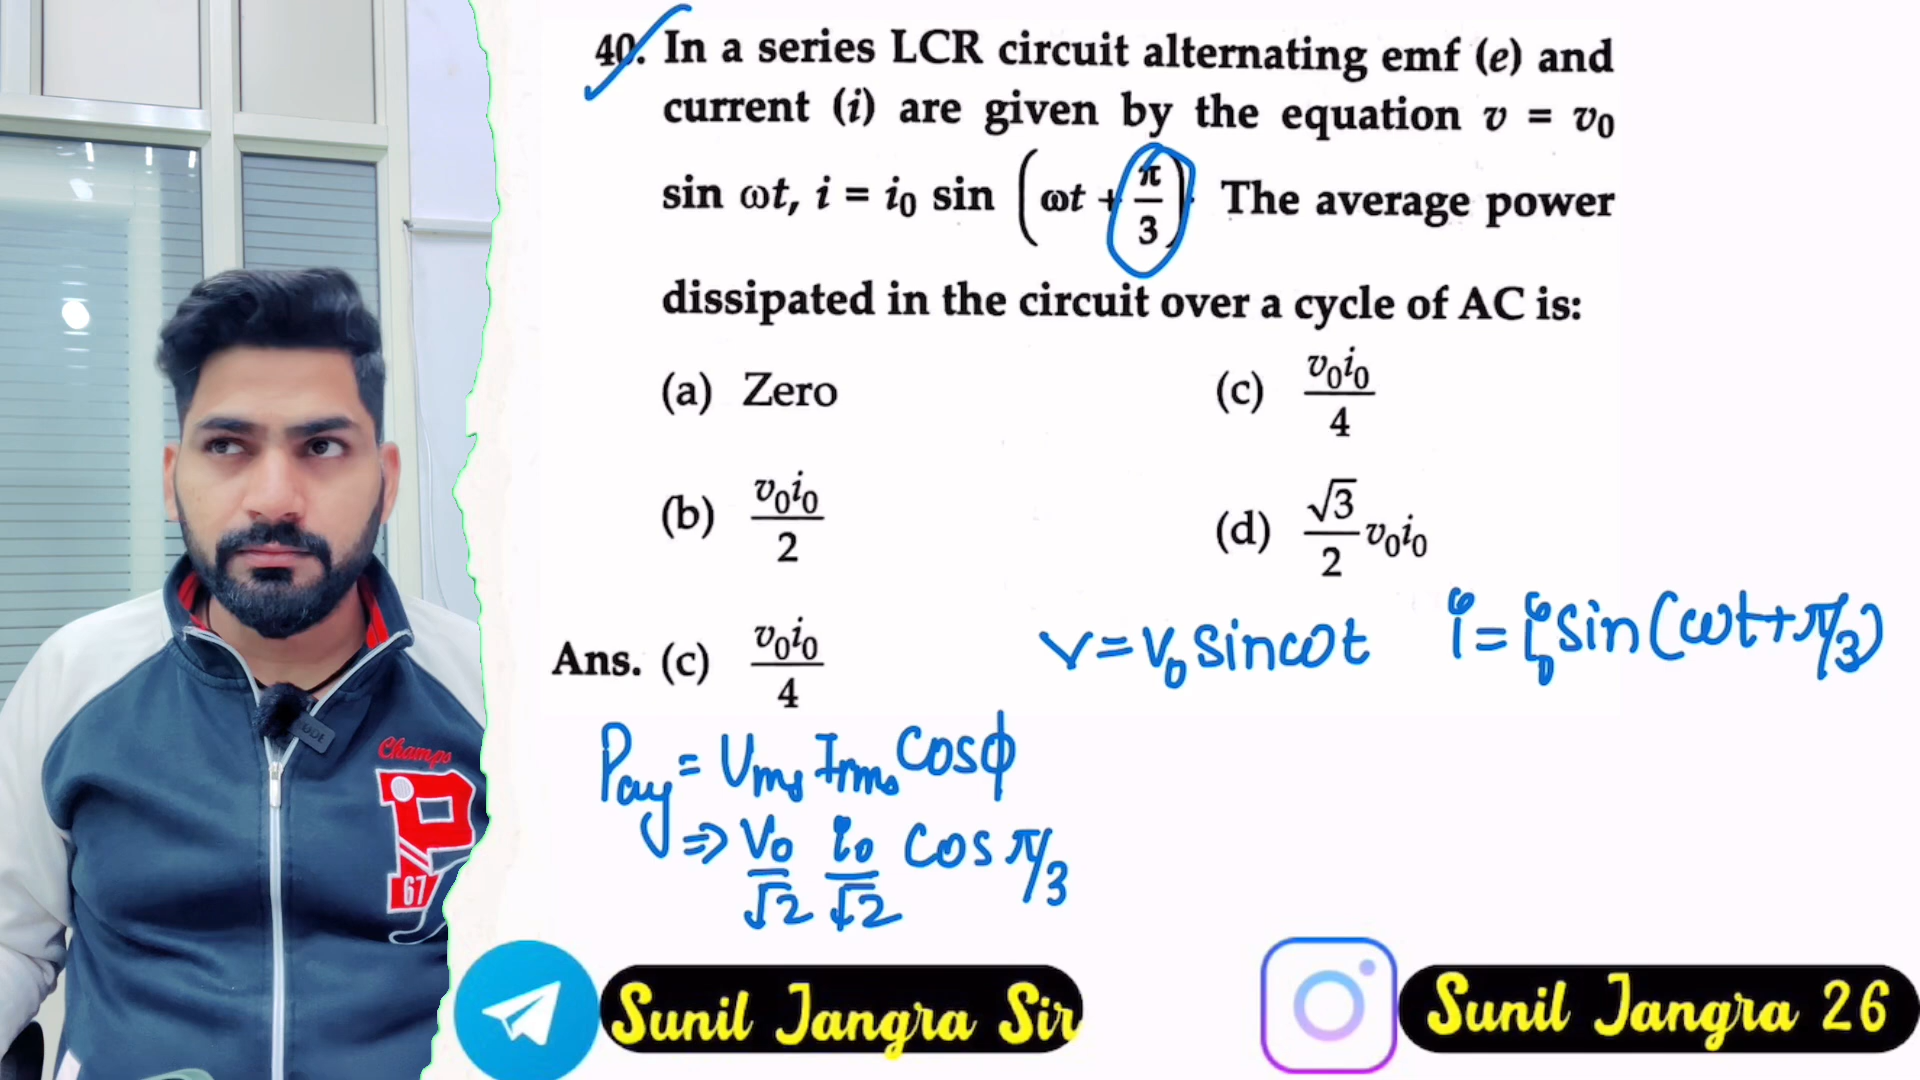 40. In a series LCR circuit alternating emf (e) and
current (i) are given by the equation v = v₀
sin ωt, i = i₀ sin (ωt + π/3). The average power
dissipated in the circuit over a cycle of AC is:
(a) Zero
(c) v₀i₀/4
(b) v₀i₀/2
(d) √3/2 v₀i₀
Ans. (c) v₀i₀/4
v = v₀ sin ωt i = i₀ sin (ωt + π/3)
Pav = Vrms Irms cosϕ
⇒ V₀/√2 i₀/√2 cos π/3
Champs
67
Sunil Jangra Sir
Sunil Jangra 26